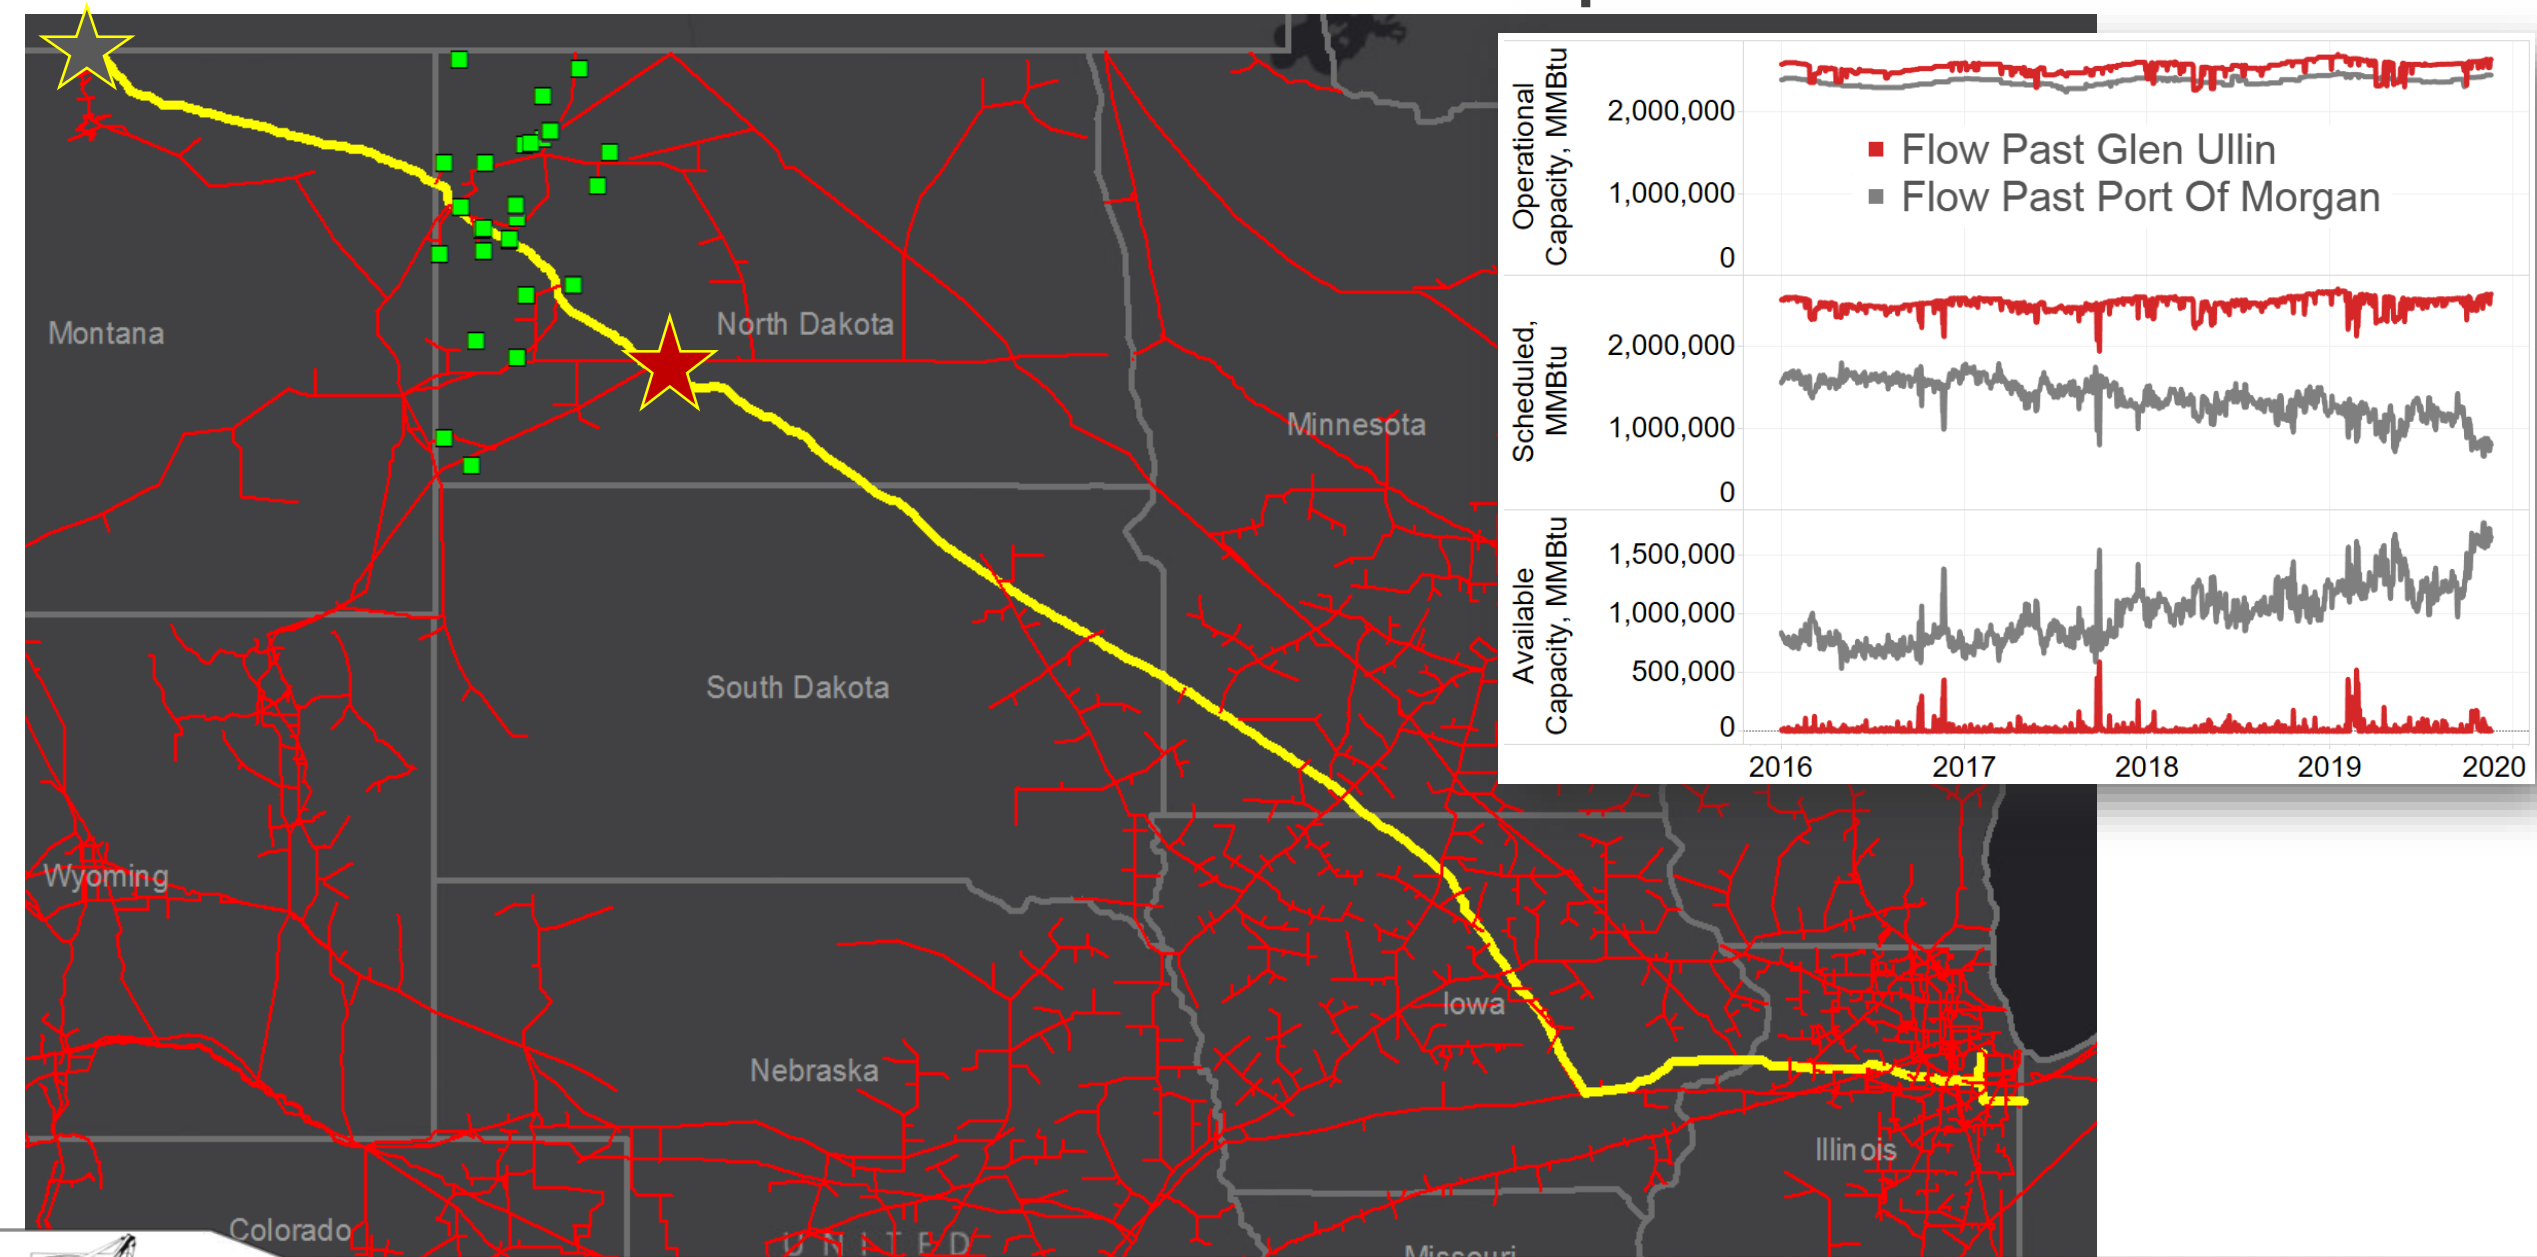 Operational
Capacity, MMBtu
2,000,000
1,000,000
0
Flow Past Glen Ullin
Flow Past Port Of Morgan
Scheduled,
MMBtu
2,000,000
1,000,000
0
Available
Capacity, MMBtu
1,500,000
1,000,000
500,000
0
2016
2017
2018
2019
2020
Montana
North Dakota
Minnesota
South Dakota
Wyoming
Iowa
Nebraska
Illinois
Colorado
UNITED
Missouri